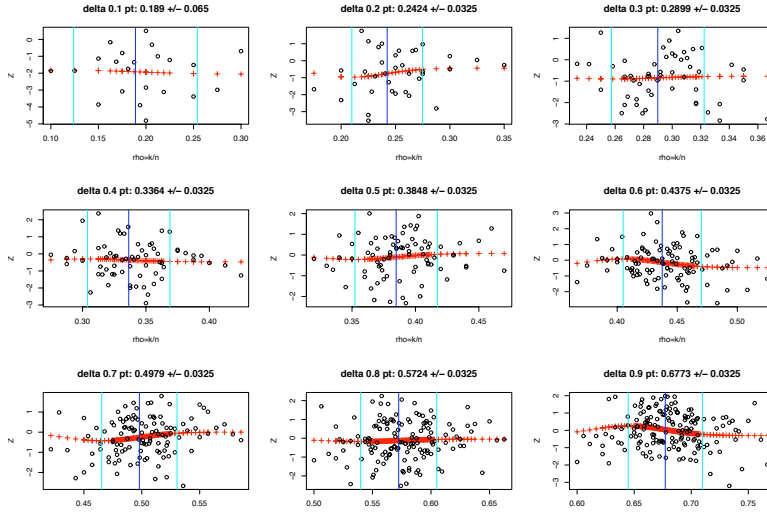 delta 0.1 pt: 0.189 +/− 0.065
Z
1
0
-1
-2
-3
-4
-5
0.10 0.15 0.20 0.25 0.30
rho=k/n
delta 0.2 pt: 0.2424 +/− 0.0325
Z
1
0
-1
-2
-3
0.20 0.25 0.30 0.35
rho=k/n
delta 0.3 pt: 0.2899 +/− 0.0325
Z
1
0
-1
-2
0.24 0.26 0.28 0.30 0.32 0.34 0.36
rho=k/n
delta 0.4 pt: 0.3364 +/− 0.0325
Z
2
1
0
-1
-2
-3
0.30 0.35 0.40
rho=k/n
delta 0.5 pt: 0.3848 +/− 0.0325
Z
2
1
0
-1
-2
0.35 0.40 0.45
rho=k/n
delta 0.6 pt: 0.4375 +/− 0.0325
Z
3
2
1
0
-1
-2
0.40 0.45 0.50
rho=k/n
delta 0.7 pt: 0.4979 +/− 0.0325
Z
1
0
-1
-2
0.45 0.50 0.55
delta 0.8 pt: 0.5724 +/− 0.0325
Z
2
1
0
-1
-2
0.50 0.55 0.60 0.65
delta 0.9 pt: 0.6773 +/− 0.0325
Z
2
1
0
-1
-2
-3
0.60 0.65 0.70 0.75